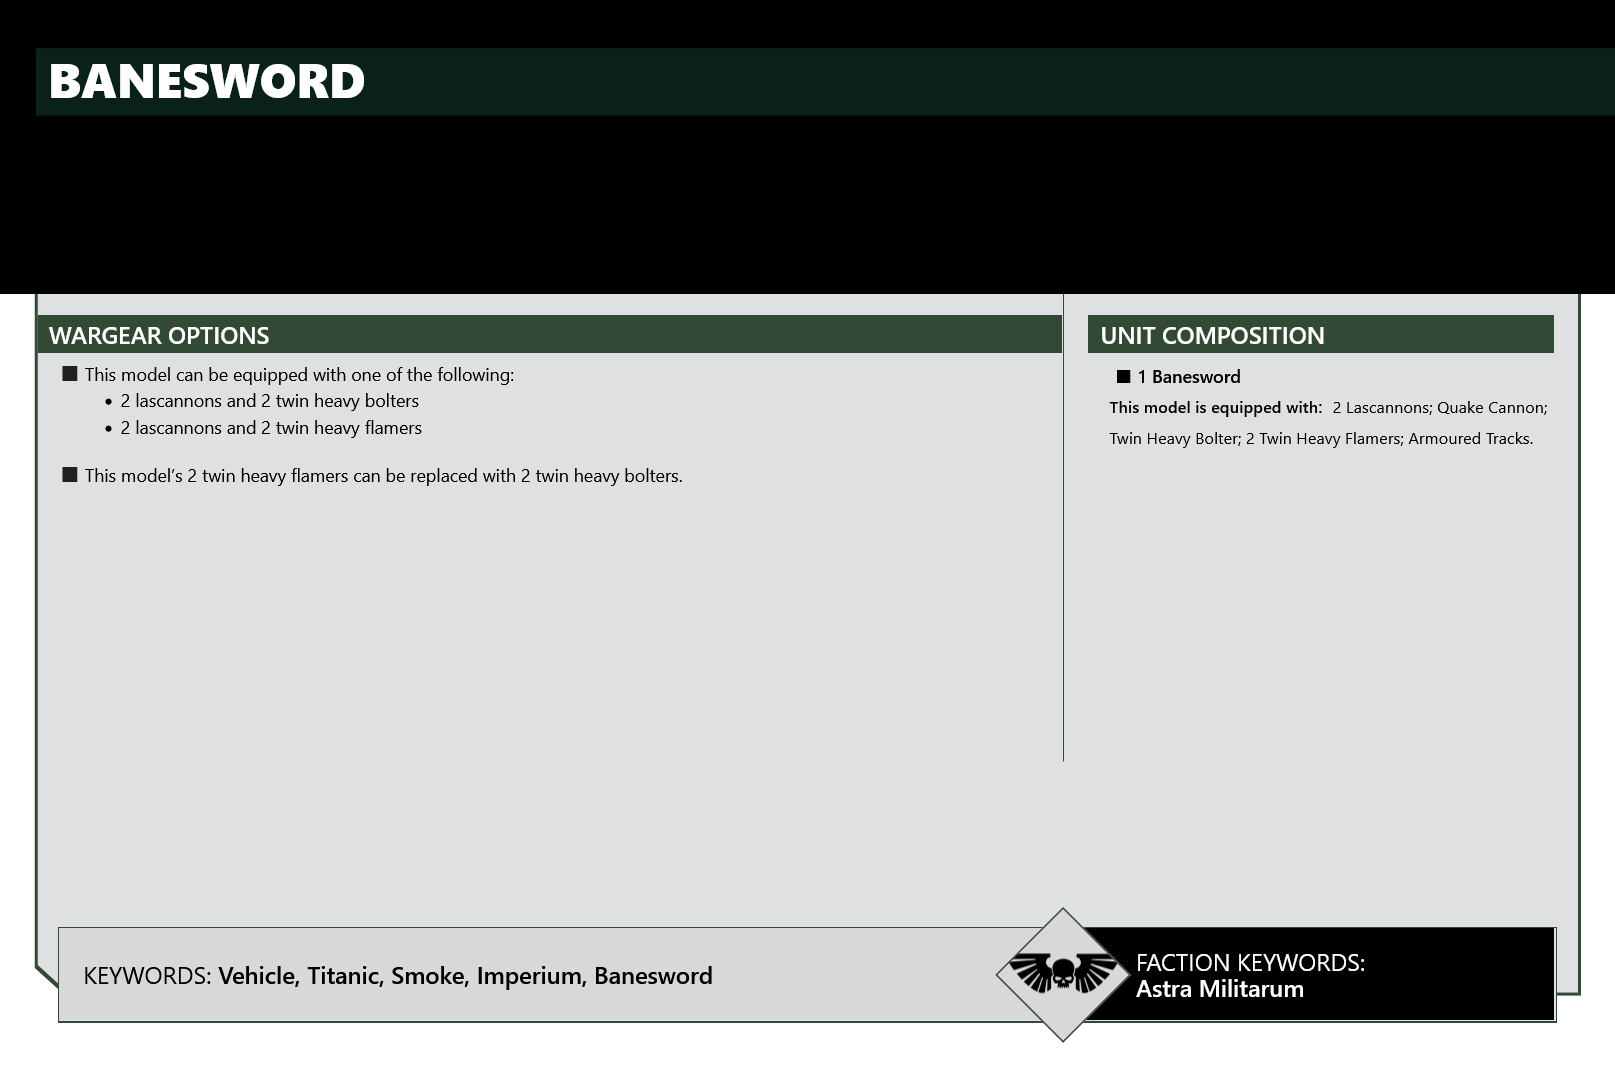 BANESWORD
WARGEAR OPTIONS
■ This model can be equipped with one of the following:
• 2 lascannons and 2 twin heavy bolters
• 2 lascannons and 2 twin heavy flamers
■ This model’s 2 twin heavy flamers can be replaced with 2 twin heavy bolters.
UNIT COMPOSITION
■ 1 Banesword
This model is equipped with: 2 Lascannons; Quake Cannon;
Twin Heavy Bolter; 2 Twin Heavy Flamers; Armoured Tracks.
KEYWORDS: Vehicle, Titanic, Smoke, Imperium, Banesword
FACTION KEYWORDS:
Astra Militarum